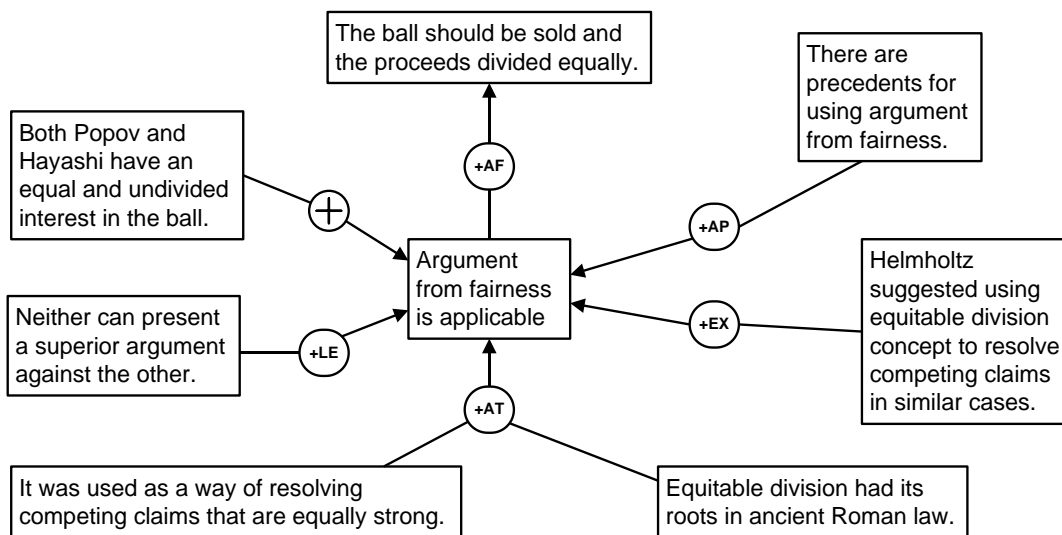 The ball should be sold and
the proceeds divided equally.
There are
precedents for
using argument
from fairness.
Both Popov and
Hayashi have an
equal and undivided
interest in the ball.
+AF
+
+AP
Argument
from fairness
is applicable
Helmholtz
suggested using
equitable division
concept to resolve
competing claims
in similar cases.
Neither can present
a superior argument
against the other.
+LE
+EX
+AT
It was used as a way of resolving
competing claims that are equally strong.
Equitable division had its
roots in ancient Roman law.